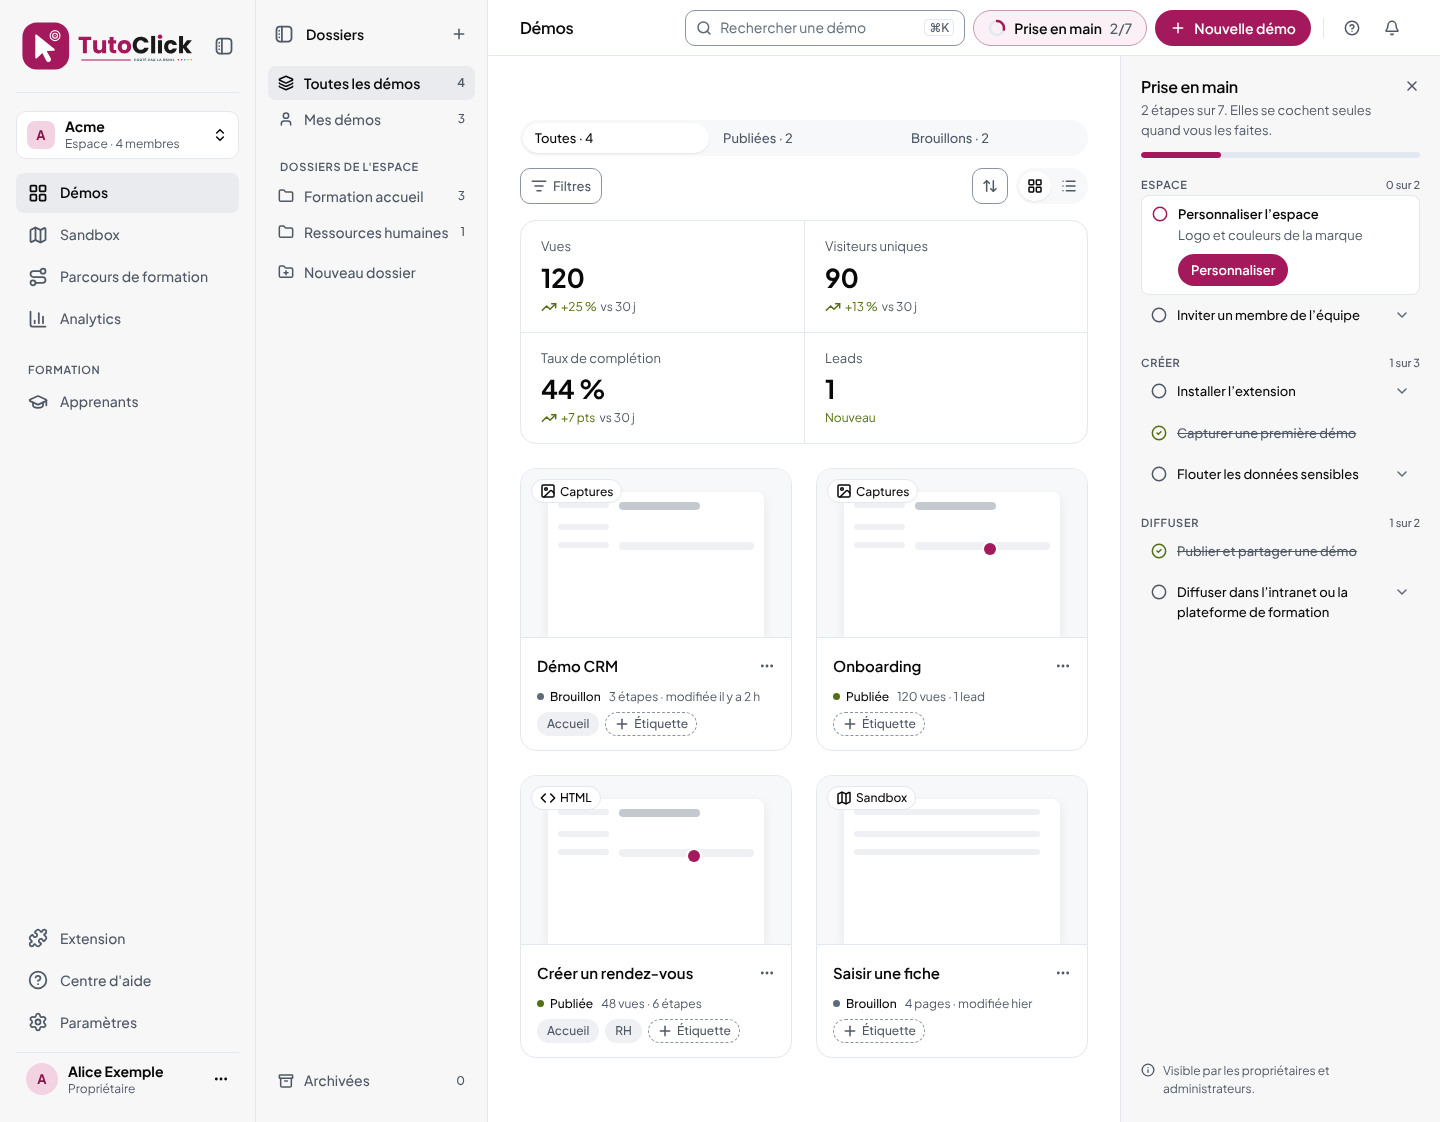 TutoClick
Acme
Espace · 4 membres
A
Démos
Sandbox
Parcours de formation
Analytics
FORMATION
Apprenants
Extension
Centre d'aide
Paramètres
A
Alice Exemple
Propriétaire
Dossiers
Toutes les démos 4
Mes démos 3
DOSSIERS DE L'ESPACE
Formation accueil 3
Ressources humaines 1
Nouveau dossier
Archivées 0
Démos
Rechercher une démo ⌘K
Prise en main 2/7
Nouvelle démo
Toutes · 4
Publiées · 2
Brouillons · 2
Filtres
Vues
120
+25 % vs 30 j
Visiteurs uniques
90
+13 % vs 30 j
Taux de complétion
44 %
+7 pts vs 30 j
Leads
1
Nouveau
Captures
Démo CRM
Brouillon 3 étapes · modifiée il y a 2 h
Accueil Étiquette
Captures
Onboarding
Publiée 120 vues · 1 lead
Étiquette
HTML
Créer un rendez-vous
Publiée 48 vues · 6 étapes
Accueil RH Étiquette
Sandbox
Saisir une fiche
Brouillon 4 pages · modifiée hier
Étiquette
Prise en main
2 étapes sur 7. Elles se cochent seules
quand vous les faites.
ESPACE 0 sur 2
Personnaliser l’espace
Logo et couleurs de la marque
Personnaliser
Inviter un membre de l’équipe
CRÉER 1 sur 3
Installer l’extension
Capturer une première démo
Flouter les données sensibles
DIFFUSER 1 sur 2
Publier et partager une démo
Diffuser dans l’intranet ou la
plateforme de formation
Visible par les propriétaires et
administrateurs.